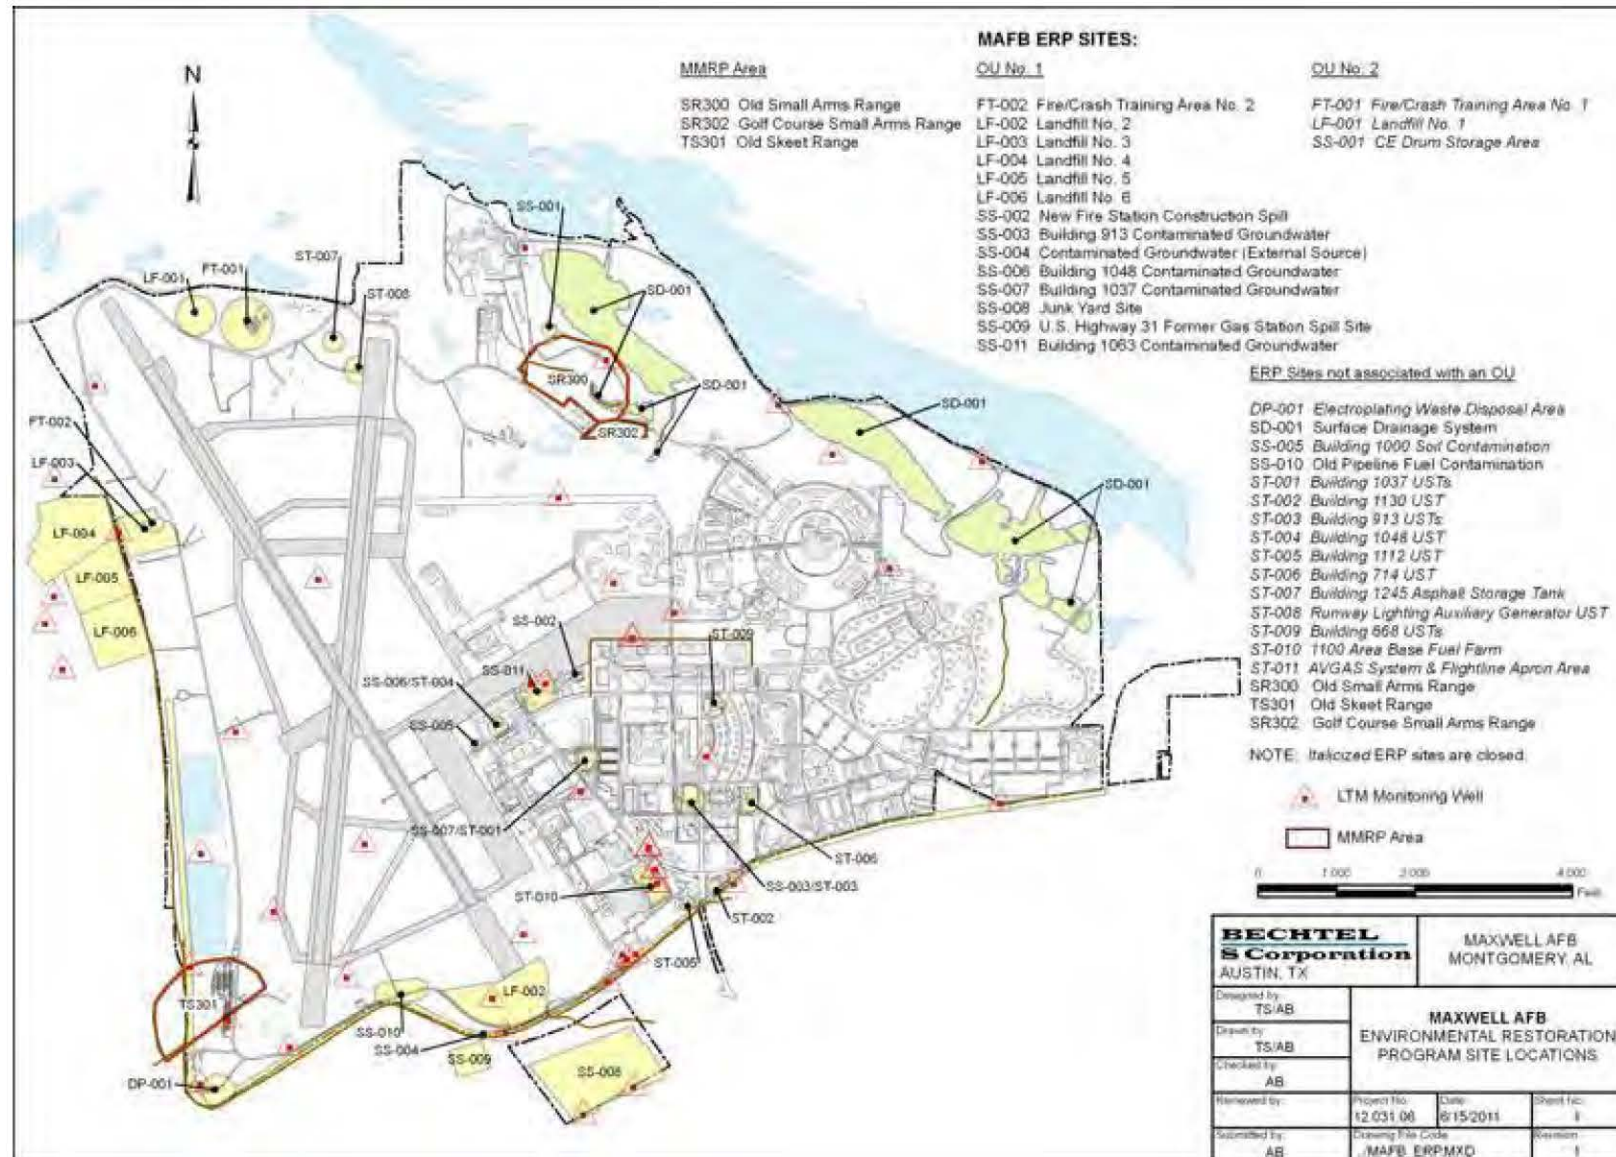 MAFB ERP SITES:
MMRP Area
SR300 Old Small Arms Range
SR302 Golf Course Small Arms Range
TS301 Old Skeet Range
OU No. 1
FT-002 Fire/Crash Training Area No. 2
LF-002 Landfill No. 2
LF-003 Landfill No. 3
LF-004 Landfill No. 4
LF-005 Landfill No. 5
LF-006 Landfill No. 6
SS-002 New Fire Station Construction Spill
SS-003 Building 913 Contaminated Groundwater
SS-004 Contaminated Groundwater (External Source)
SS-006 Building 1048 Contaminated Groundwater
SS-007 Building 1037 Contaminated Groundwater
SS-008 Junk Yard Site
SS-009 U.S. Highway 31 Former Gas Station Spill Site
SS-011 Building 1063 Contaminated Groundwater
OU No. 2
FT-001 Fire/Crash Training Area No. 1
LF-001 Landfill No. 1
SS-001 CE Drum Storage Area
ERP Sites not associated with an OU
DP-001 Electroplating Waste Disposal Area
SD-001 Surface Drainage System
SS-005 Building 1000 Soil Contamination
SS-010 Old Pipeline Fuel Contamination
ST-001 Building 1037 USTs
ST-002 Building 1130 UST
ST-003 Building 913 USTs
ST-004 Building 1048 UST
ST-005 Building 1112 UST
ST-006 Building 714 UST
ST-007 Building 1245 Asphalt Storage Tank
ST-008 Runway Lighting Auxiliary Generator UST
ST-009 Building 668 USTs
ST-010 1100 Area Base Fuel Farm
ST-011 AVGAS System & Flightline Apron Area
SR300 Old Small Arms Range
TS301 Old Skeet Range
SR302 Golf Course Small Arms Range
NOTE: Italicized ERP sites are closed.
LTM Monitoring Well
MMRP Area
0 1,000 2,000 4,000
Feet
N
SS-001
ST-007
FT-001
LF-001
ST-008
SD-001
SR300
SD-001
SR302
SD-001
FT-002
LF-003
SD-001
LF-004
LF-005
LF-006
SS-002
ST-009
SS-011
SS-006/ST-004
SS-005
SS-007/ST-001
ST-006
SS-003/ST-003
ST-010
ST-002
ST-005
LF-002
TS301
SS-010
SS-004
SS-009
SS-008
DP-001
BECHTEL
S Corporation
AUSTIN, TX
MAXWELL AFB
MONTGOMERY, AL
Designed by:
TS/AB
Drawn by:
TS/AB
Checked by:
AB
Reviewed by:
Submitted by:
AB
MAXWELL AFB
ENVIRONMENTAL RESTORATION
PROGRAM SITE LOCATIONS
Project No.
12.031.06
Date:
6/15/2011
Sheet No.
1
Drawing File Code:
./MAFB_ERP.MXD
Revision:
1